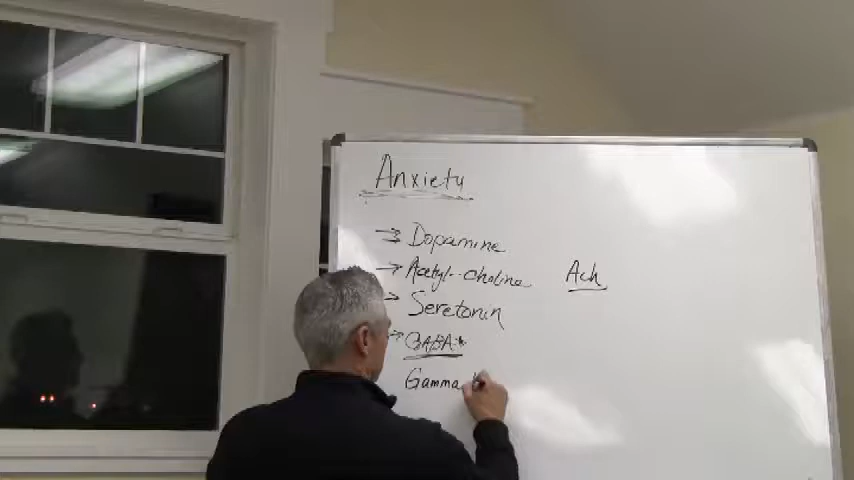 Anxiety
Dopamine
Acetyl-choline Ach
Seretonin
GABA*
Gamma